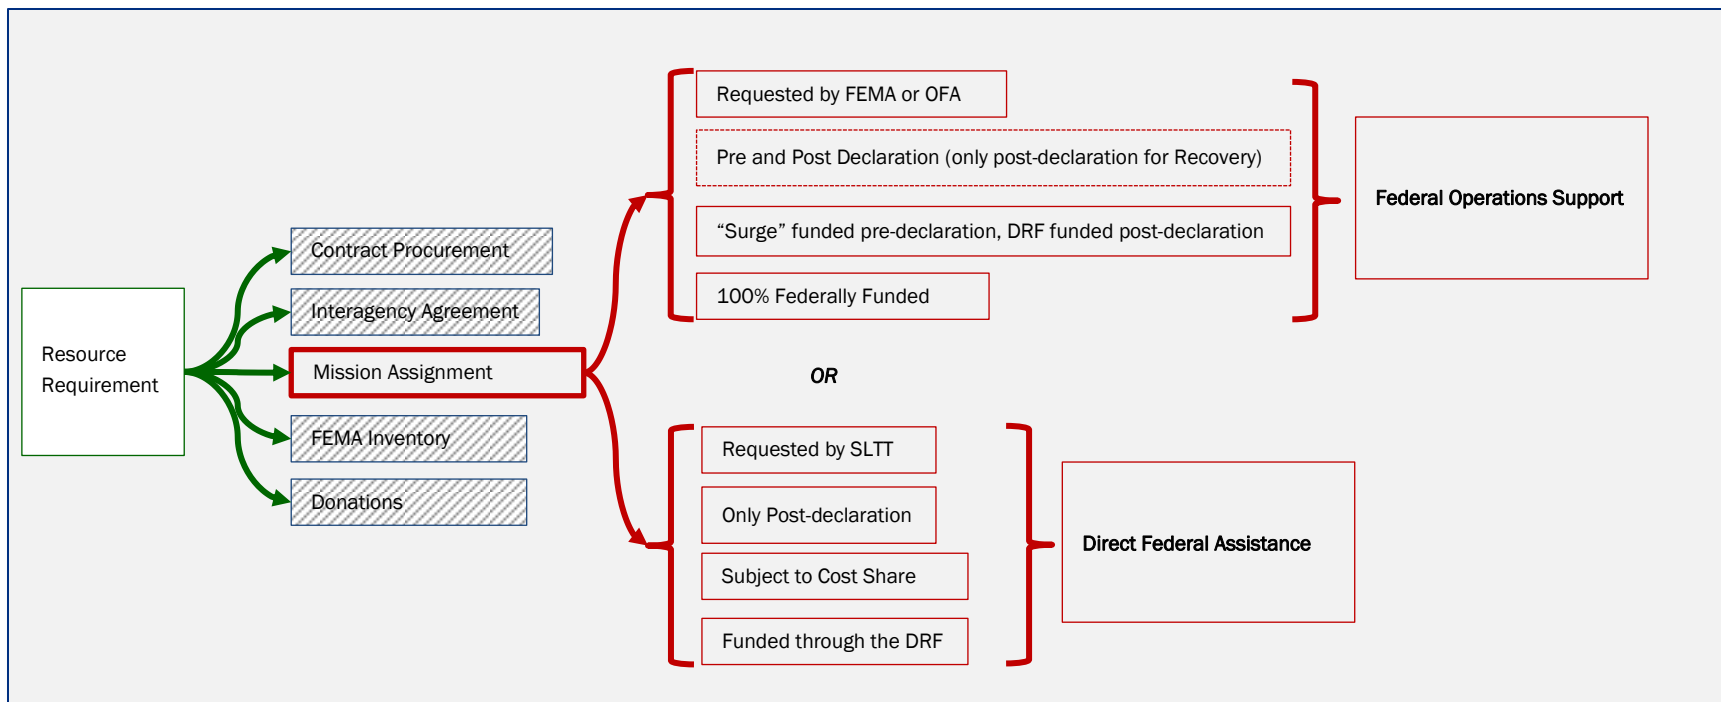 Resource
Requirement
Contract Procurement
Interagency Agreement
Mission Assignment
FEMA Inventory
Donations
Requested by FEMA or OFA
Pre and Post Declaration (only post-declaration for Recovery)
“Surge” funded pre-declaration, DRF funded post-declaration
100% Federally Funded
Federal Operations Support
OR
Requested by SLTT
Only Post-declaration
Subject to Cost Share
Funded through the DRF
Direct Federal Assistance